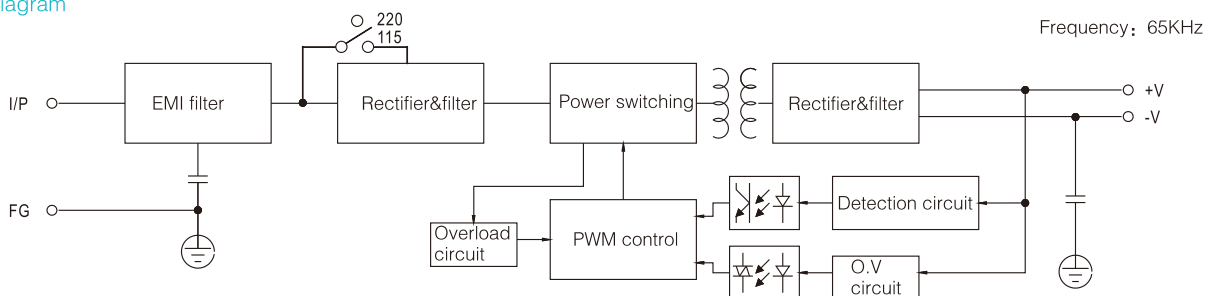 220
115
Frequency: 65KHz
I/P
EMI filter
Rectifier&filter
Power switching
Rectifier&filter
+V
-V
FG
Overload
circuit
PWM control
Detection circuit
O.V
circuit